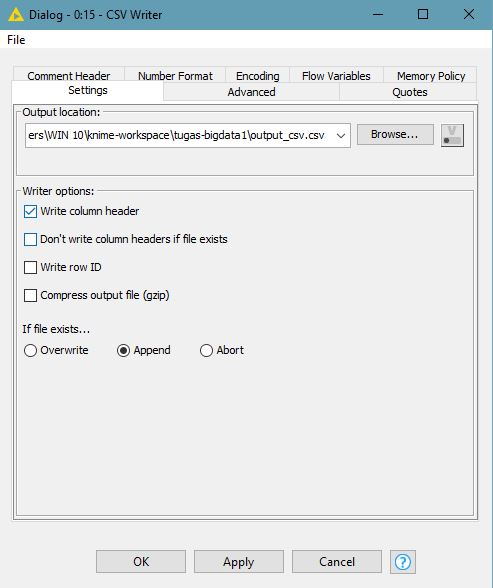 Dialog - 0:15 - CSV Writer
File
Comment Header Number Format Encoding Flow Variables Memory Policy
Settings Advanced Quotes
Output location:
ers\WIN 10\knime-workspace\tugas-bigdata1\output_csv.csv Browse... V
Writer options:
Write column header
Don't write column headers if file exists
Write row ID
Compress output file (gzip)
If file exists...
Overwrite Append Abort
OK Apply Cancel ?